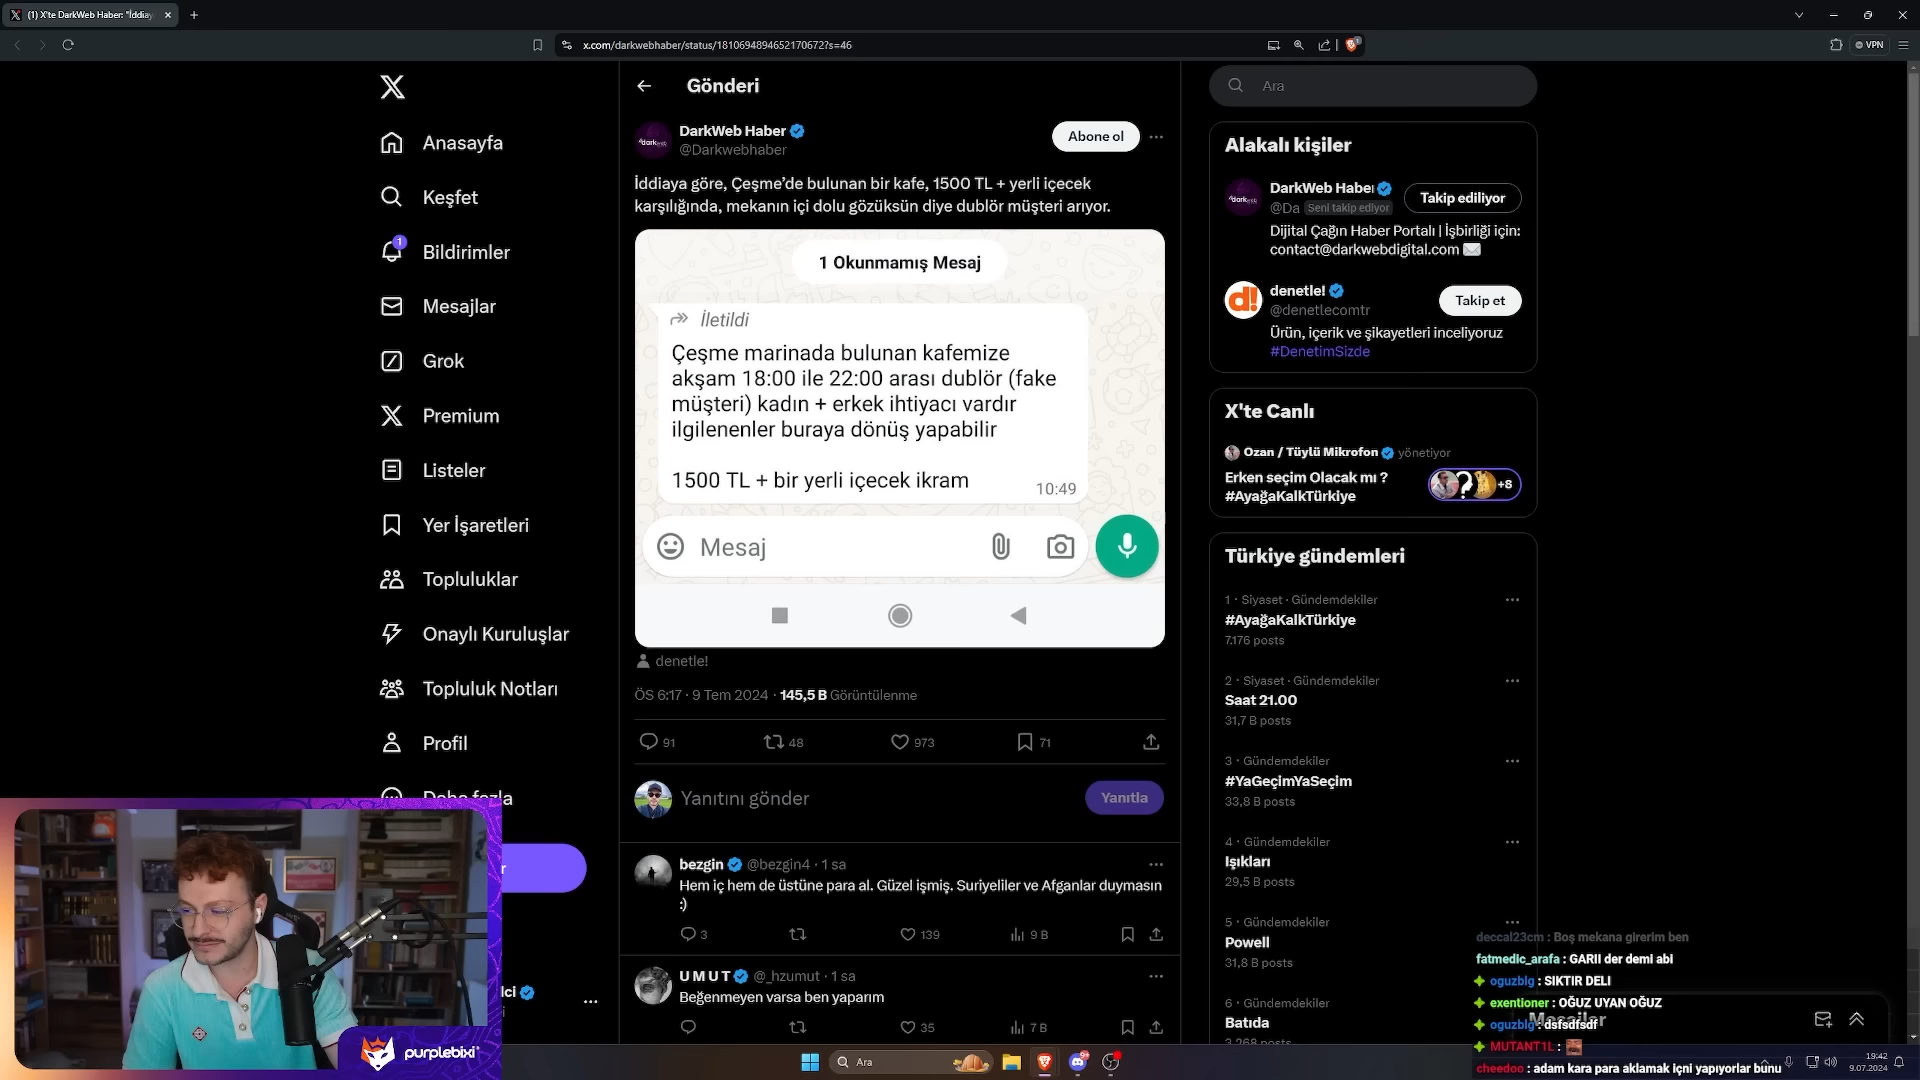 (1) X'te DarkWeb Haber: "İddiay
x.com/darkwebhaber/status/1810694894652170672?s=46
VPN
Anasayfa
Keşfet
1
Bildirimler
Mesajlar
Grok
Premium
Listeler
Yer İşaretleri
Topluluklar
Onaylı Kuruluşlar
Topluluk Notları
Profil
Daha fazla
Gönderi
DarkWeb Haber
@Darkwebhaber
Abone ol
İddiaya göre, Çeşme'de bulunan bir kafe, 1500 TL + yerli içecek
karşılığında, mekanın içi dolu gözüksün diye dublör müşteri arıyor.
1 Okunmamış Mesaj
İletildi
Çeşme marinada bulunan kafemize
akşam 18:00 ile 22:00 arası dublör (fake
müşteri) kadın + erkek ihtiyacı vardır
ilgilenenler buraya dönüş yapabilir
1500 TL + bir yerli içecek ikram
10:49
Mesaj
denetle!
ÖS 6:17 · 9 Tem 2024 · 145,5 B Görüntülenme
91 48 973 71
Yanıtını gönder
Yanıtla
bezgin @bezgin4 · 1 sa
Hem iç hem de üstüne para al. Güzel işmiş. Suriyeliler ve Afganlar duymasın
:)
3 139 9 B
U M U T @_hzumut · 1 sa
Beğenmeyen varsa ben yaparım
35 7 B
Ara
Alakalı kişiler
DarkWeb Haber
@Da Seni takip ediyor
Takip ediliyor
Dijital Çağın Haber Portalı | İşbirliği için:
contact@darkwebdigital.com
denetle!
@denetlecomtr
Takip et
Ürün, içerik ve şikayetleri inceliyoruz
#DenetimSizde
X'te Canlı
Ozan / Tüylü Mikrofon yönetiyor
Erken seçim Olacak mı ?
#AyağaKalkTürkiye
+8
Türkiye gündemleri
1 · Siyaset · Gündemdekiler
#AyağaKalkTürkiye
7.176 posts
2 · Siyaset · Gündemdekiler
Saat 21.00
31,7 B posts
3 · Gündemdekiler
#YaGeçimYaSeçim
33,8 B posts
4 · Gündemdekiler
Işıkları
29,5 B posts
5 · Gündemdekiler
Powell
31,8 B posts
6 · Gündemdekiler
Batıda
3.268 posts
deccal23cm : Boş mekana girerim ben
fatmedic_arafa : GARII der demi abi
oguzblg : SIKTIR DELI
exentioner : OĞUZ UYAN OĞUZ
oguzblg : dsfsdfsdf
MUTANT1L :
cheedoo : adam kara para aklamak içni yapıyorlar bunu
Mesajlar
lci
purplebixi
Ara
19:42
9.07.2024